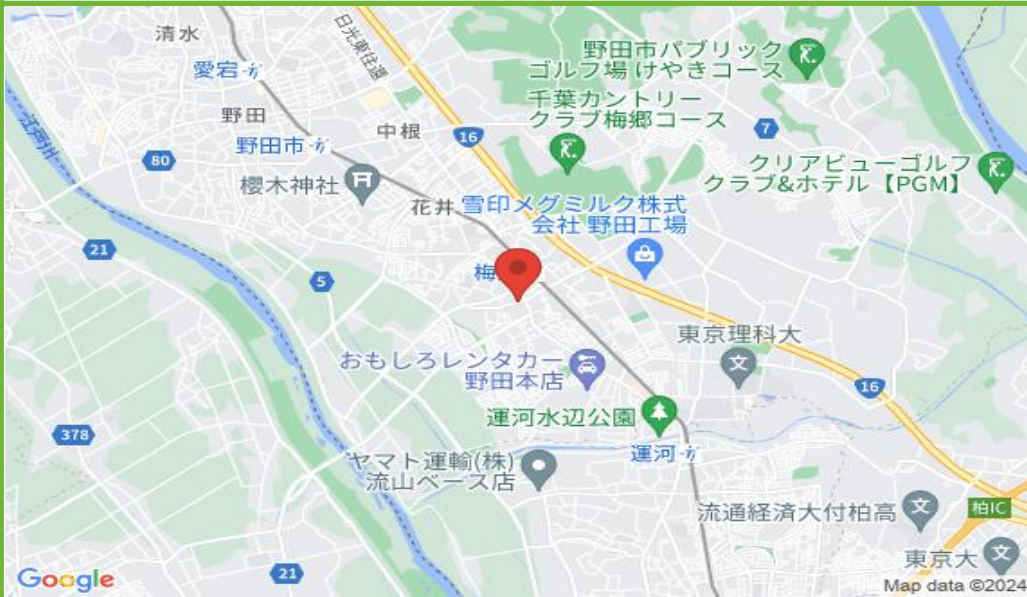 清水
日光東往還
愛宕
野田
野田市
中根
80
16
野田市パブリック
ゴルフ場 けやきコース
千葉カントリー
クラブ梅郷コース
7
クリアビューゴルフ
クラブ&ホテル【PGM】
江戸川
櫻木神社
花井
雪印メグミルク株式
会社 野田工場
21
5
梅
東京理科大
おもしろレンタカー
野田本店
16
運河水辺公園
運河
378
ヤマト運輸(株)
流山ベース店
流通経済大付柏高
柏IC
東京大
21
Google
Map data ©2024